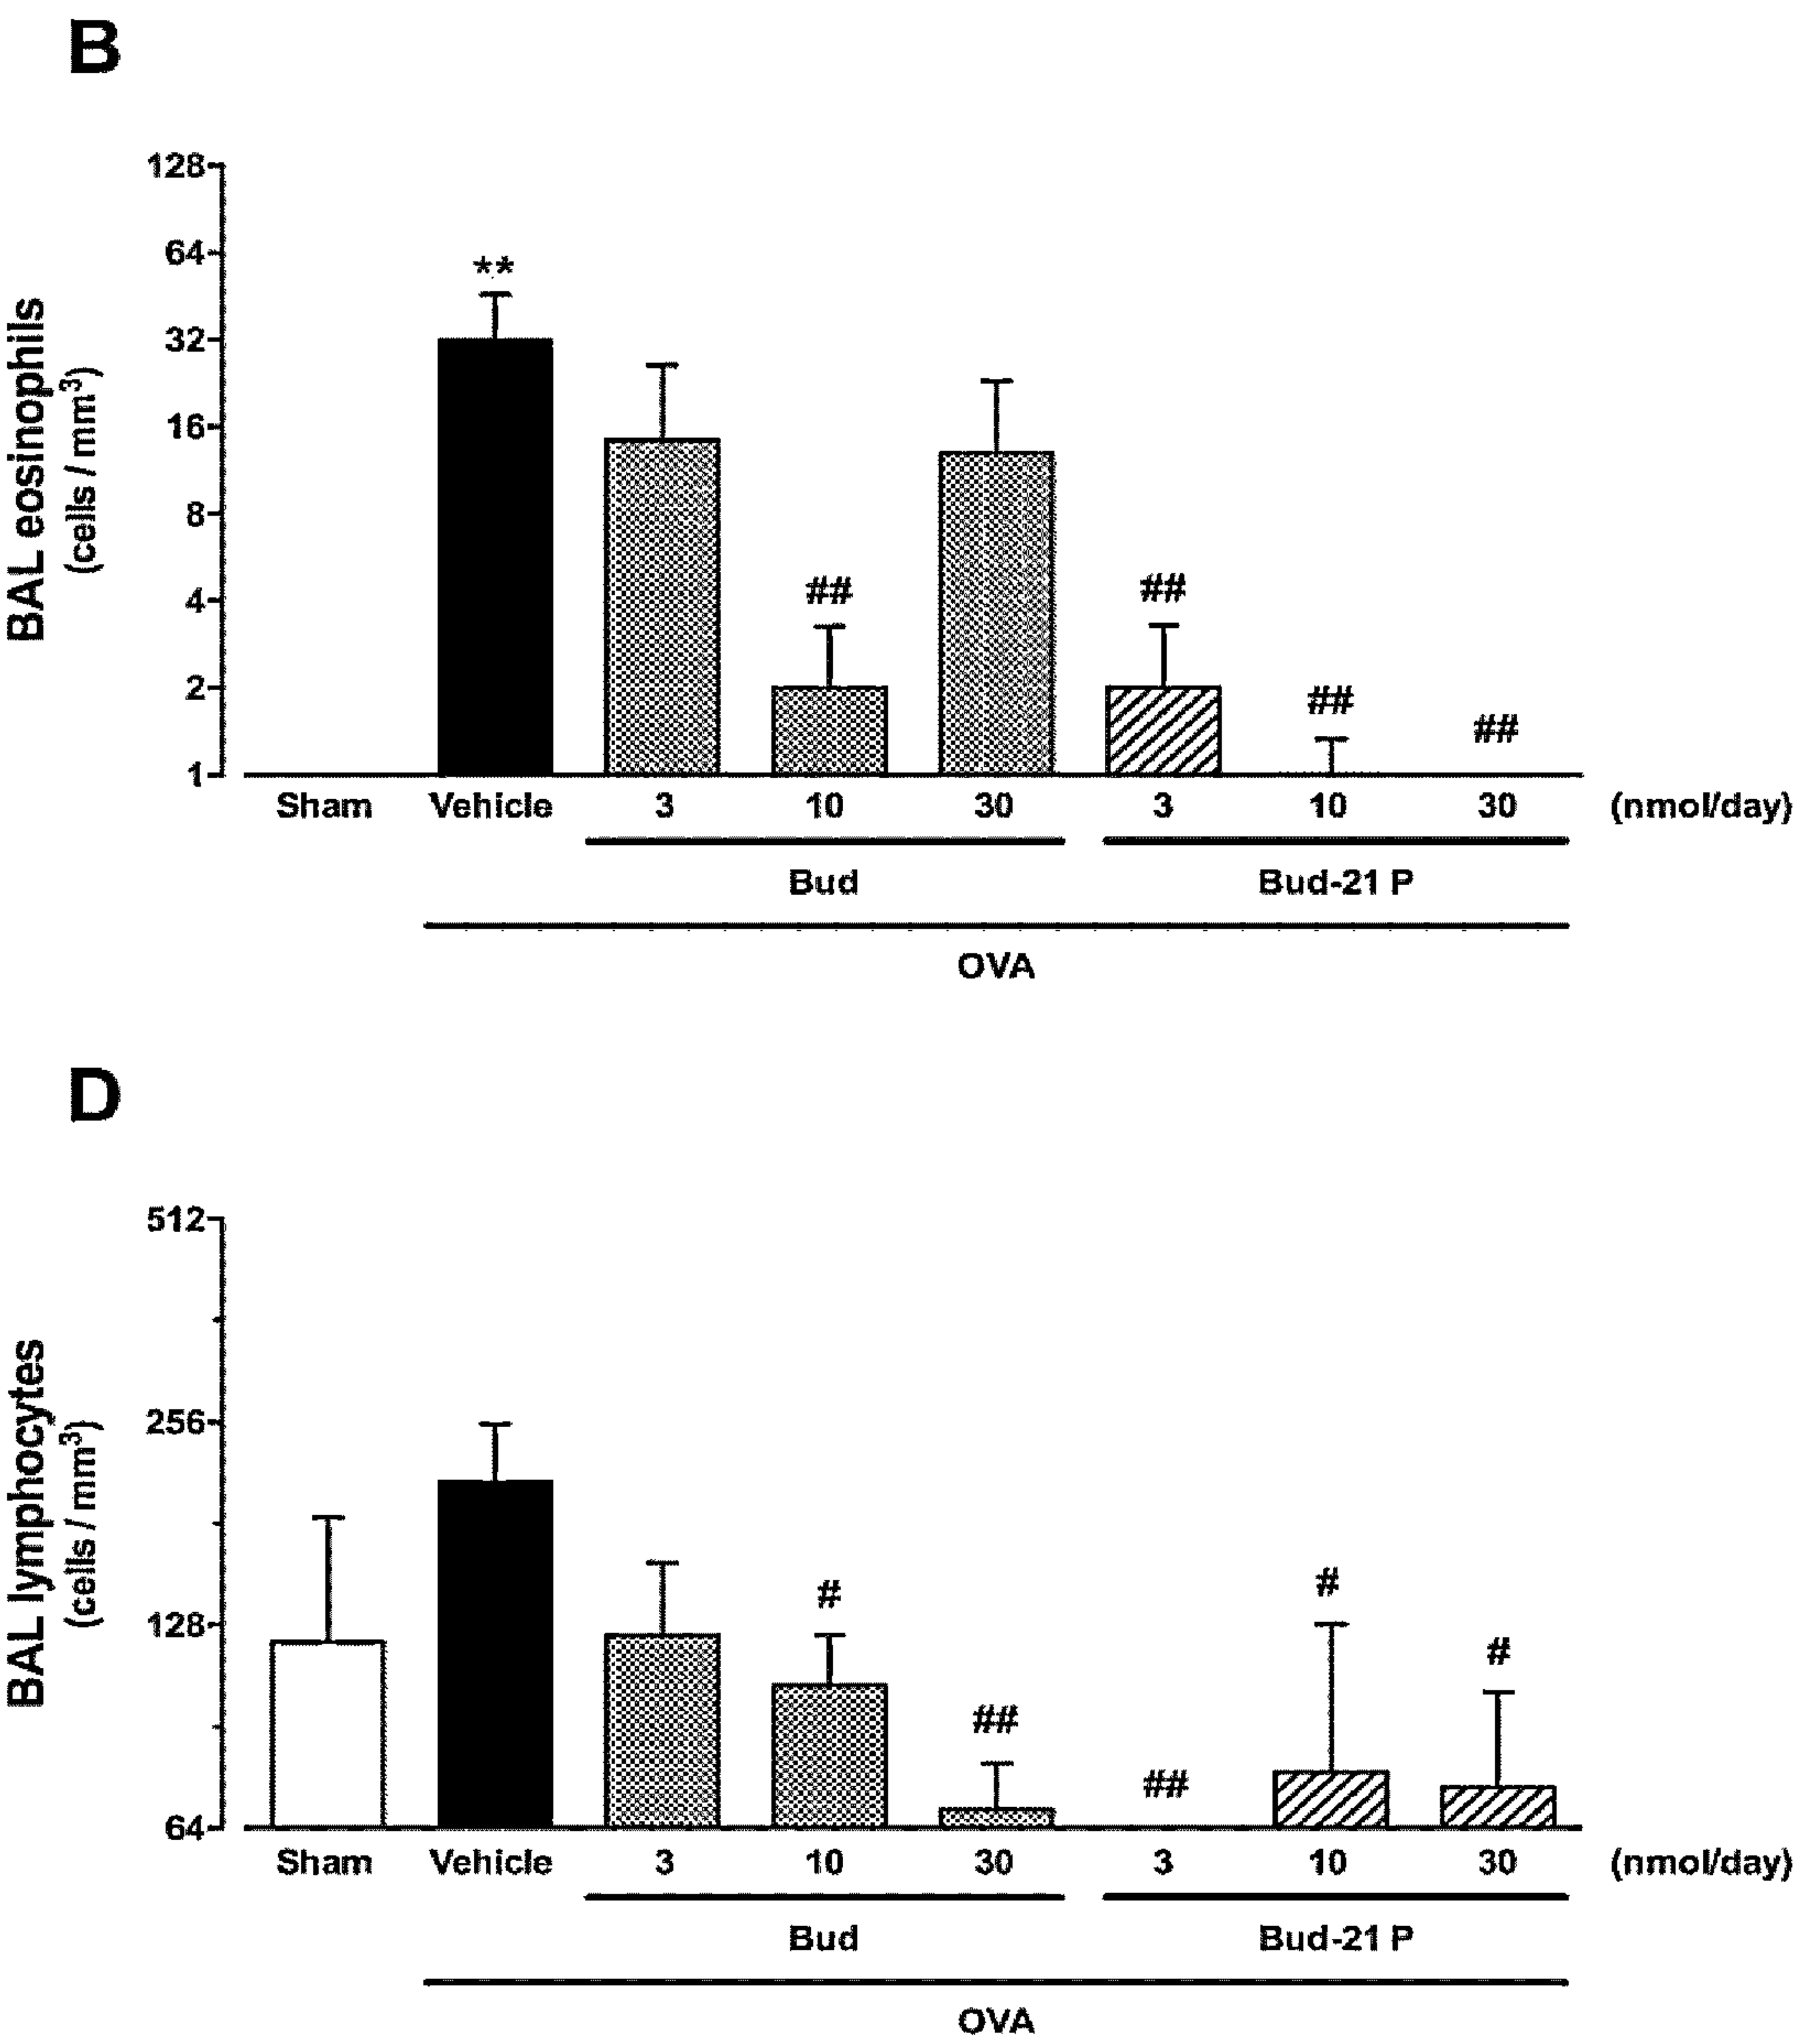 B
BAL eosinophils
(cells / mm³)
128
64
32
16
8
4
2
1
**
##
##
##
##
Sham Vehicle 3 10 30 3 10 30 (nmol/day)
Bud Bud-21 P
OVA
D
BAL lymphocytes
(cells / mm³)
512
256
128
64
#
##
##
#
#
Sham Vehicle 3 10 30 3 10 30 (nmol/day)
Bud Bud-21 P
OVA